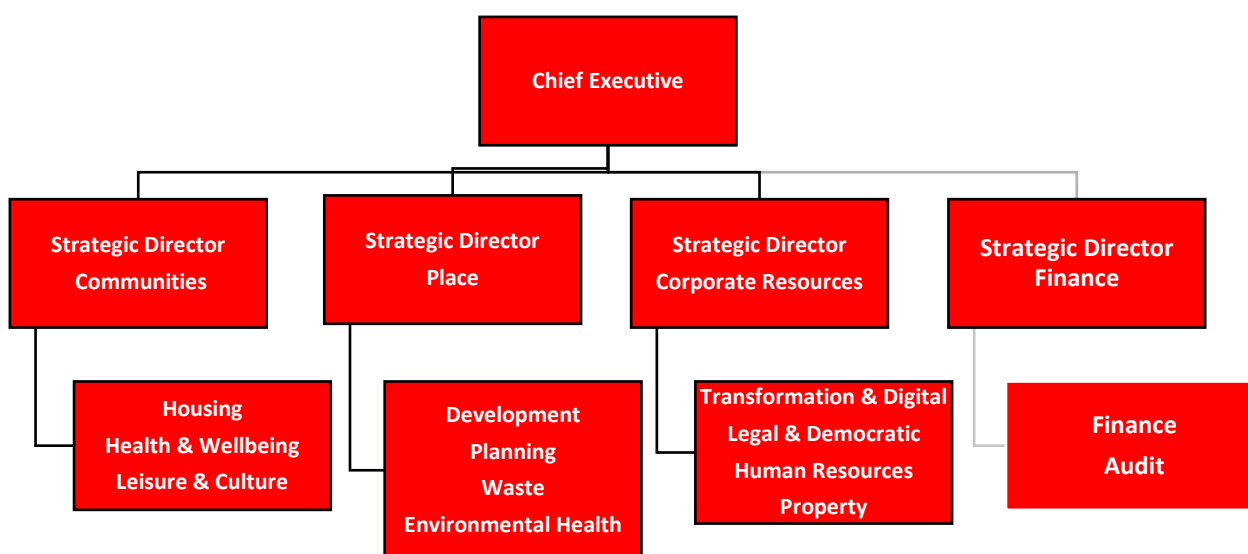 Chief Executive
Strategic Director
Communities
Strategic Director
Place
Strategic Director
Corporate Resources
Strategic Director
Finance
Housing
Health & Wellbeing
Leisure & Culture
Development
Planning
Waste
Environmental Health
Transformation & Digital
Legal & Democratic
Human Resources
Property
Finance
Audit